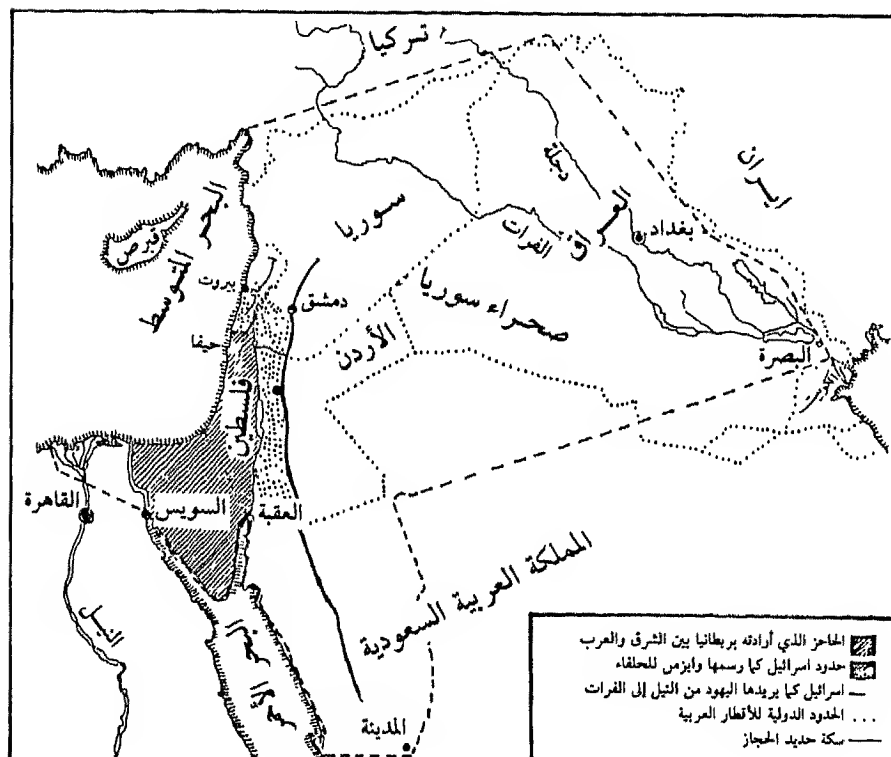 تركيا
ايران
دجلة
العراق
بغداد
سوريا
الفرات
البحر المتوسط
قبرص
بيروت
دمشق
صحراء سوريا
الأردن
حيفا
البصرة
فلسطين
القاهرة
السويس
العقبة
النيل
البحر الأحمر
المملكة العربية السعودية
المدينة
الحاجز الذي أرادته بريطانيا بين الشرق والعرب
حدود اسرائيل كما رسمها وايزمن للحلفاء
اسرائيل كما يريدها اليهود من النيل إلى الفرات
الحدود الدولية للأقطار العربية
سكة حديد الحجاز